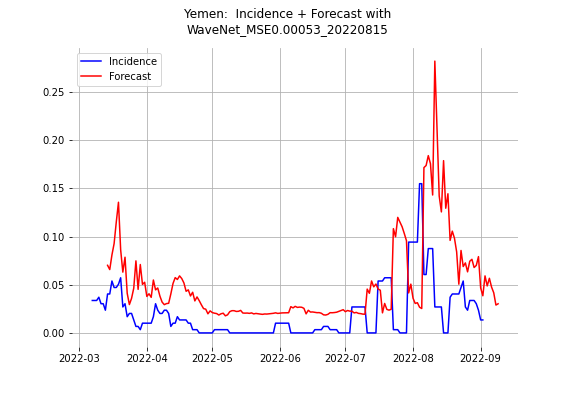 Yemen:  Incidence + Forecast with
WaveNet_MSE0.00053_20220815
Incidence
Forecast
0.25
0.20
0.15
0.10
0.05
0.00
2022-03 2022-04 2022-05 2022-06 2022-07 2022-08 2022-09